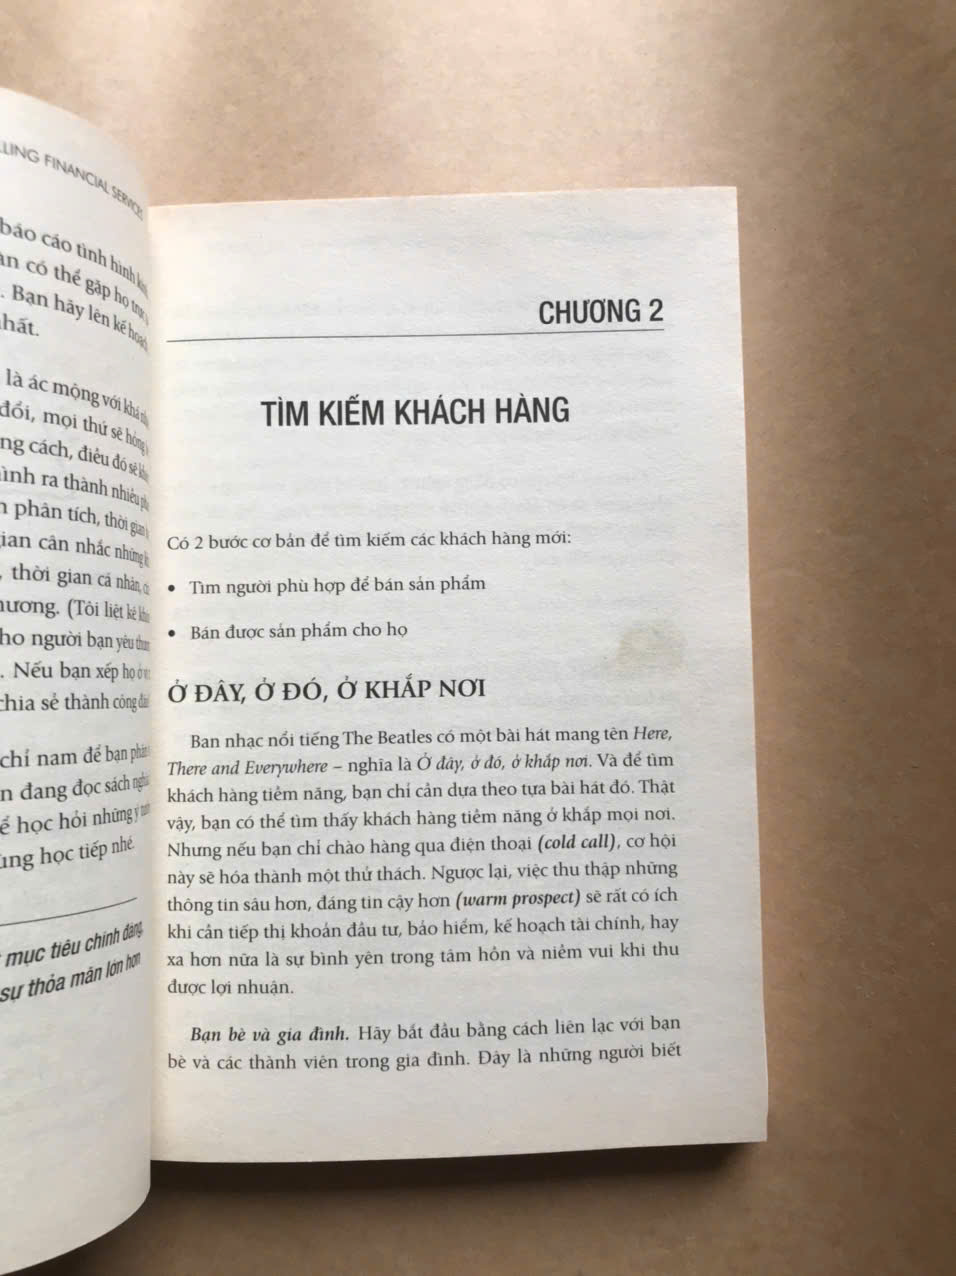 FINANCIAL SERVICES
báo cáo tình hình
có thể gặp họ
Bạn hãy lên kế hoạch
là ác mộng với khá
đổi, mọi thứ sẽ
cách, điều đó sẽ
ra thành nhiều
phân tích, thời gian
cân nhắc những
thời gian cá nhân,
(Tôi liệt kê
người bạn yêu
Nếu bạn xếp họ ở
chia sẻ thành công
chỉ nam để bạn
đang đọc sách
học hỏi những ý
học tiếp nhé.
mục tiêu chính đáng,
sự thỏa mãn lớn hơn
CHƯƠNG 2
TÌM KIẾM KHÁCH HÀNG
Có 2 bước cơ bản để tìm kiếm các khách hàng mới:
• Tìm người phù hợp để bán sản phẩm
• Bán được sản phẩm cho họ
Ở ĐÂY, Ở ĐÓ, Ở KHẮP NƠI
Ban nhạc nổi tiếng The Beatles có một bài hát mang tên Here,
There and Everywhere – nghĩa là Ở đây, ở đó, ở khắp nơi. Và để tìm
khách hàng tiềm năng, bạn chỉ cần dựa theo tựa bài hát đó. Thật
vậy, bạn có thể tìm thấy khách hàng tiềm năng ở khắp mọi nơi.
Nhưng nếu bạn chỉ chào hàng qua điện thoại (cold call), cơ hội
này sẽ hóa thành một thử thách. Ngược lại, việc thu thập những
thông tin sâu hơn, đáng tin cậy hơn (warm prospect) sẽ rất có ích
khi cần tiếp thị khoản đầu tư, bảo hiểm, kế hoạch tài chính, hay
xa hơn nữa là sự bình yên trong tâm hồn và niềm vui khi thu
được lợi nhuận.
Bạn bè và gia đình. Hãy bắt đầu bằng cách liên lạc với bạn
bè và các thành viên trong gia đình. Đây là những người biết